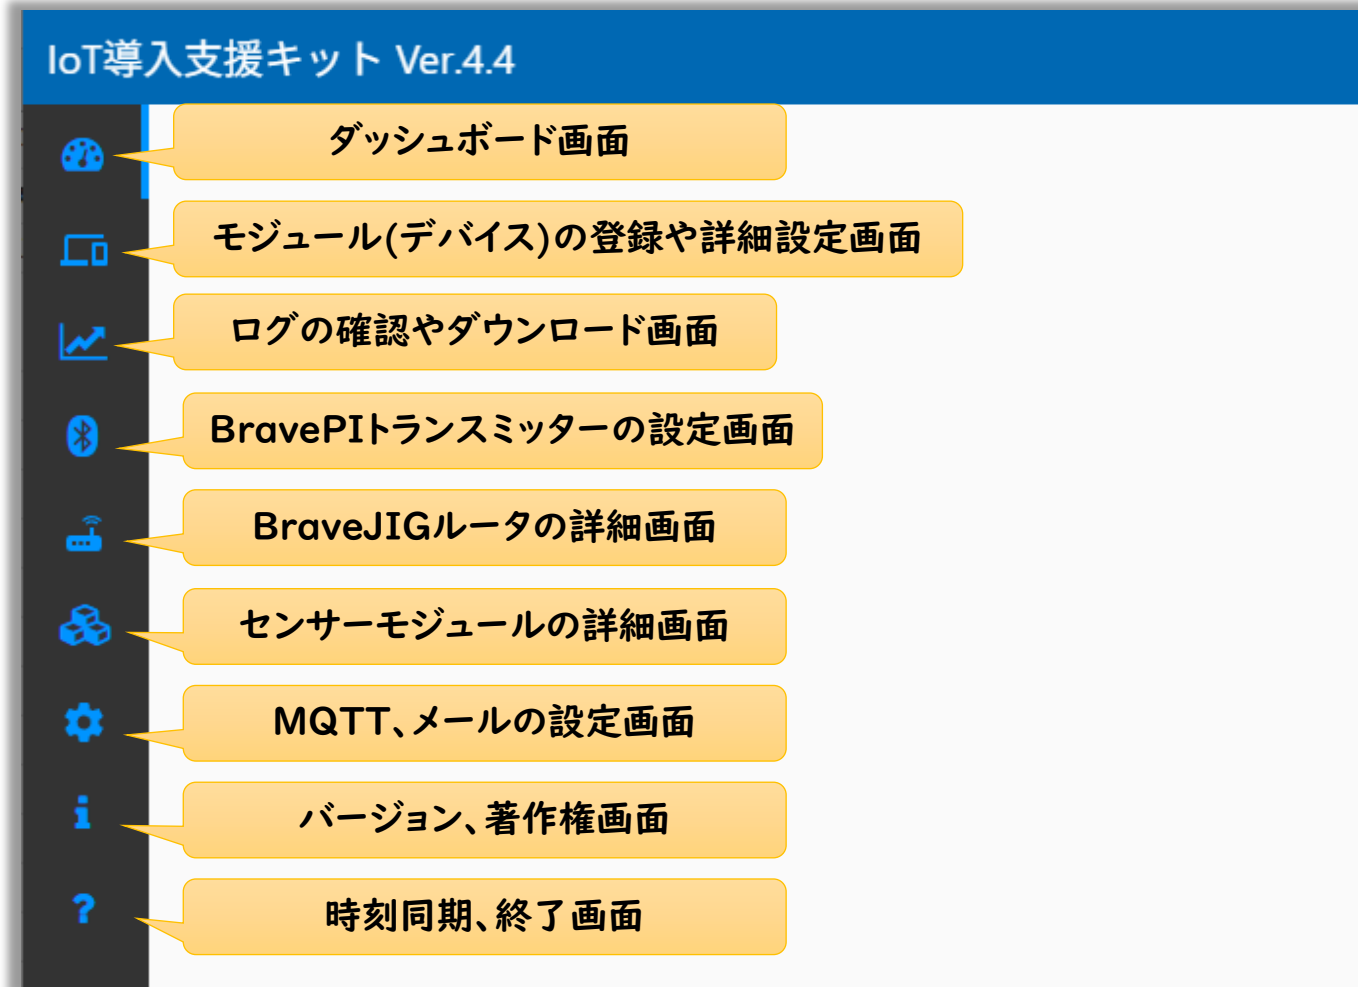 IoT導入支援キット Ver.4.4
ダッシュボード画面
モジュール(デバイス)の登録や詳細設定画面
ログの確認やダウンロード画面
BravePIトランスミッターの設定画面
BraveJIGルータの詳細画面
センサーモジュールの詳細画面
MQTT、メールの設定画面
バージョン、著作権画面
時刻同期、終了画面